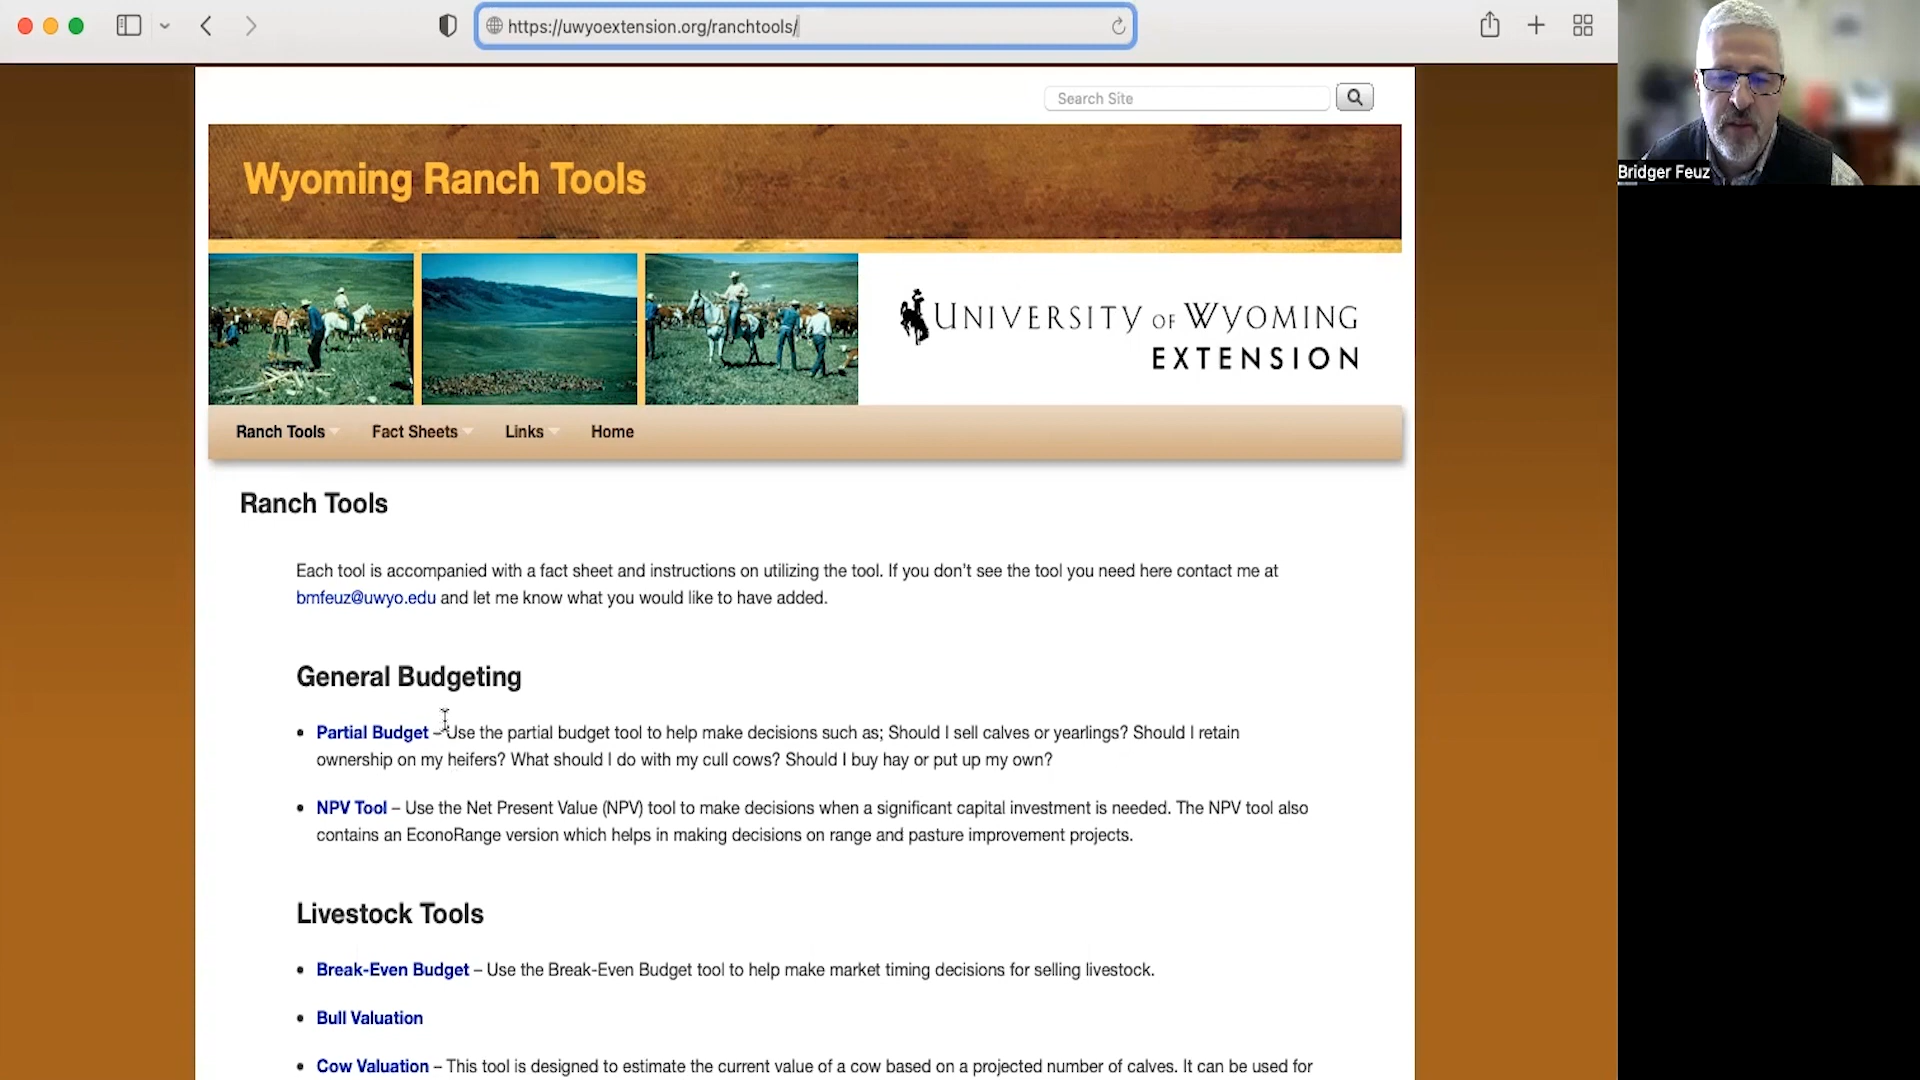 https://uwyoextension.org/ranchtools/
Search Site
Bridger Feuz
Wyoming Ranch Tools
UNIVERSITY OF WYOMING
EXTENSION
Ranch Tools Fact Sheets Links Home
Ranch Tools
Each tool is accompanied with a fact sheet and instructions on utilizing the tool. If you don't see the tool you need here contact me at
bmfeuz@uwyo.edu and let me know what you would like to have added.
General Budgeting
• Partial Budget – Use the partial budget tool to help make decisions such as; Should I sell calves or yearlings? Should I retain
ownership on my heifers? What should I do with my cull cows? Should I buy hay or put up my own?
• NPV Tool – Use the Net Present Value (NPV) tool to make decisions when a significant capital investment is needed. The NPV tool also
contains an EconoRange version which helps in making decisions on range and pasture improvement projects.
Livestock Tools
• Break-Even Budget – Use the Break-Even Budget tool to help make market timing decisions for selling livestock.
• Bull Valuation
• Cow Valuation – This tool is designed to estimate the current value of a cow based on a projected number of calves. It can be used for